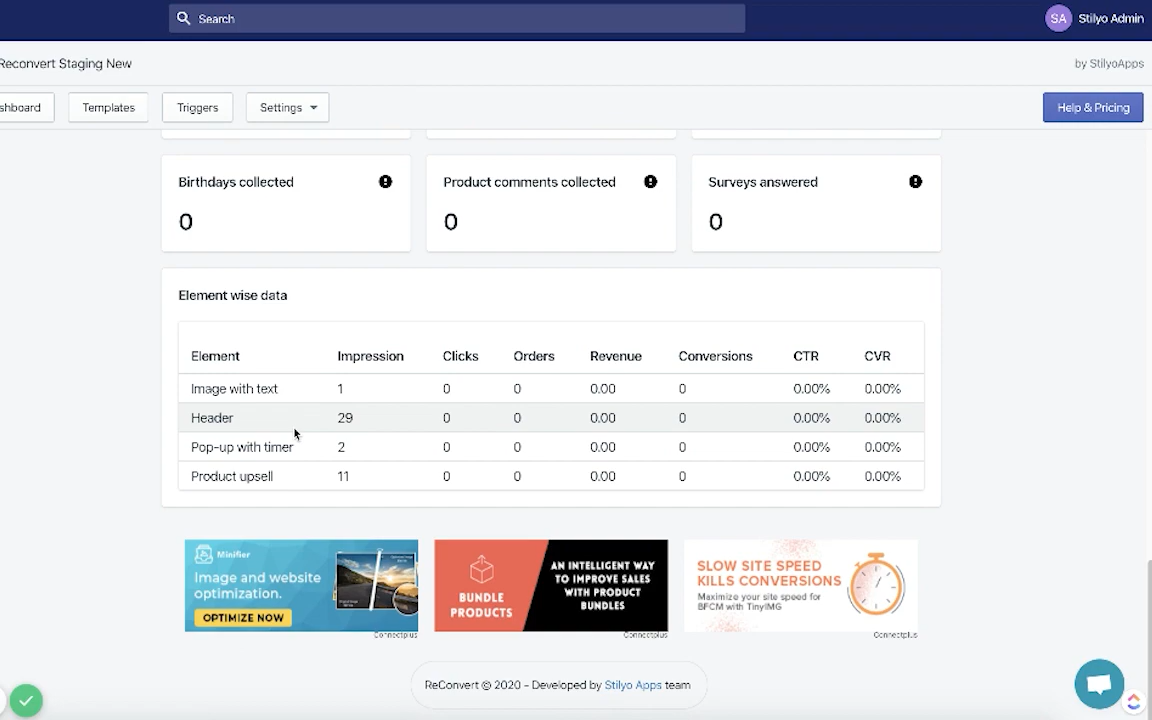 Search
SA Stilyo Admin
Reconvert Staging New
by StilyoApps
shboard Templates Triggers Settings Help & Pricing
Birthdays collected
0
Product comments collected
0
Surveys answered
0
Element wise data
Element Impression Clicks Orders Revenue Conversions CTR CVR
Image with text 1 0 0 0.00 0 0.00% 0.00%
Header 29 0 0 0.00 0 0.00% 0.00%
Pop-up with timer 2 0 0 0.00 0 0.00% 0.00%
Product upsell 11 0 0 0.00 0 0.00% 0.00%
Minifier
Image and website
optimization.
OPTIMIZE NOW
Connectplus
BUNDLE
PRODUCTS
AN INTELLIGENT WAY
TO IMPROVE SALES
WITH PRODUCT
BUNDLES
Connectplus
SLOW SITE SPEED
KILLS CONVERSIONS
Maximize your site speed for
BFCM with TinyIMG
Connectplus
ReConvert © 2020 - Developed by Stilyo Apps team